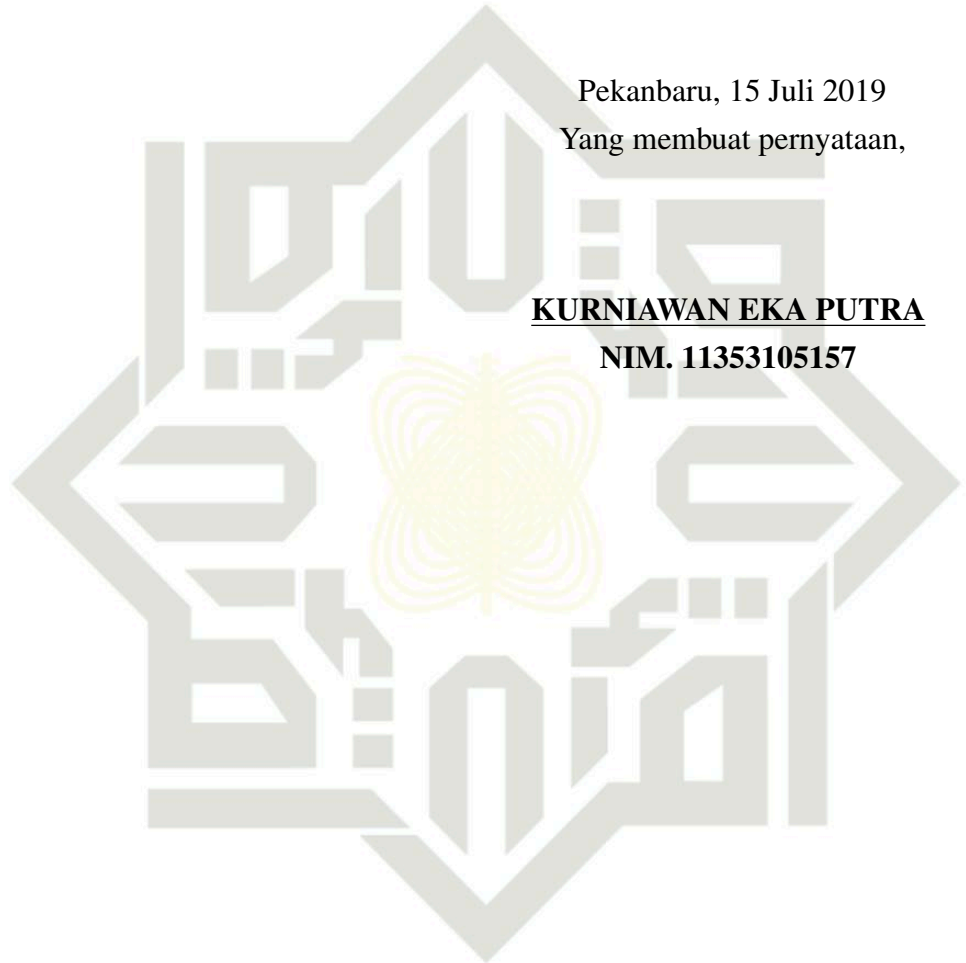 Pekanbaru, 15 Juli 2019
Yang membuat pernyataan,
KURNIAWAN EKA PUTRA
NIM. 11353105157